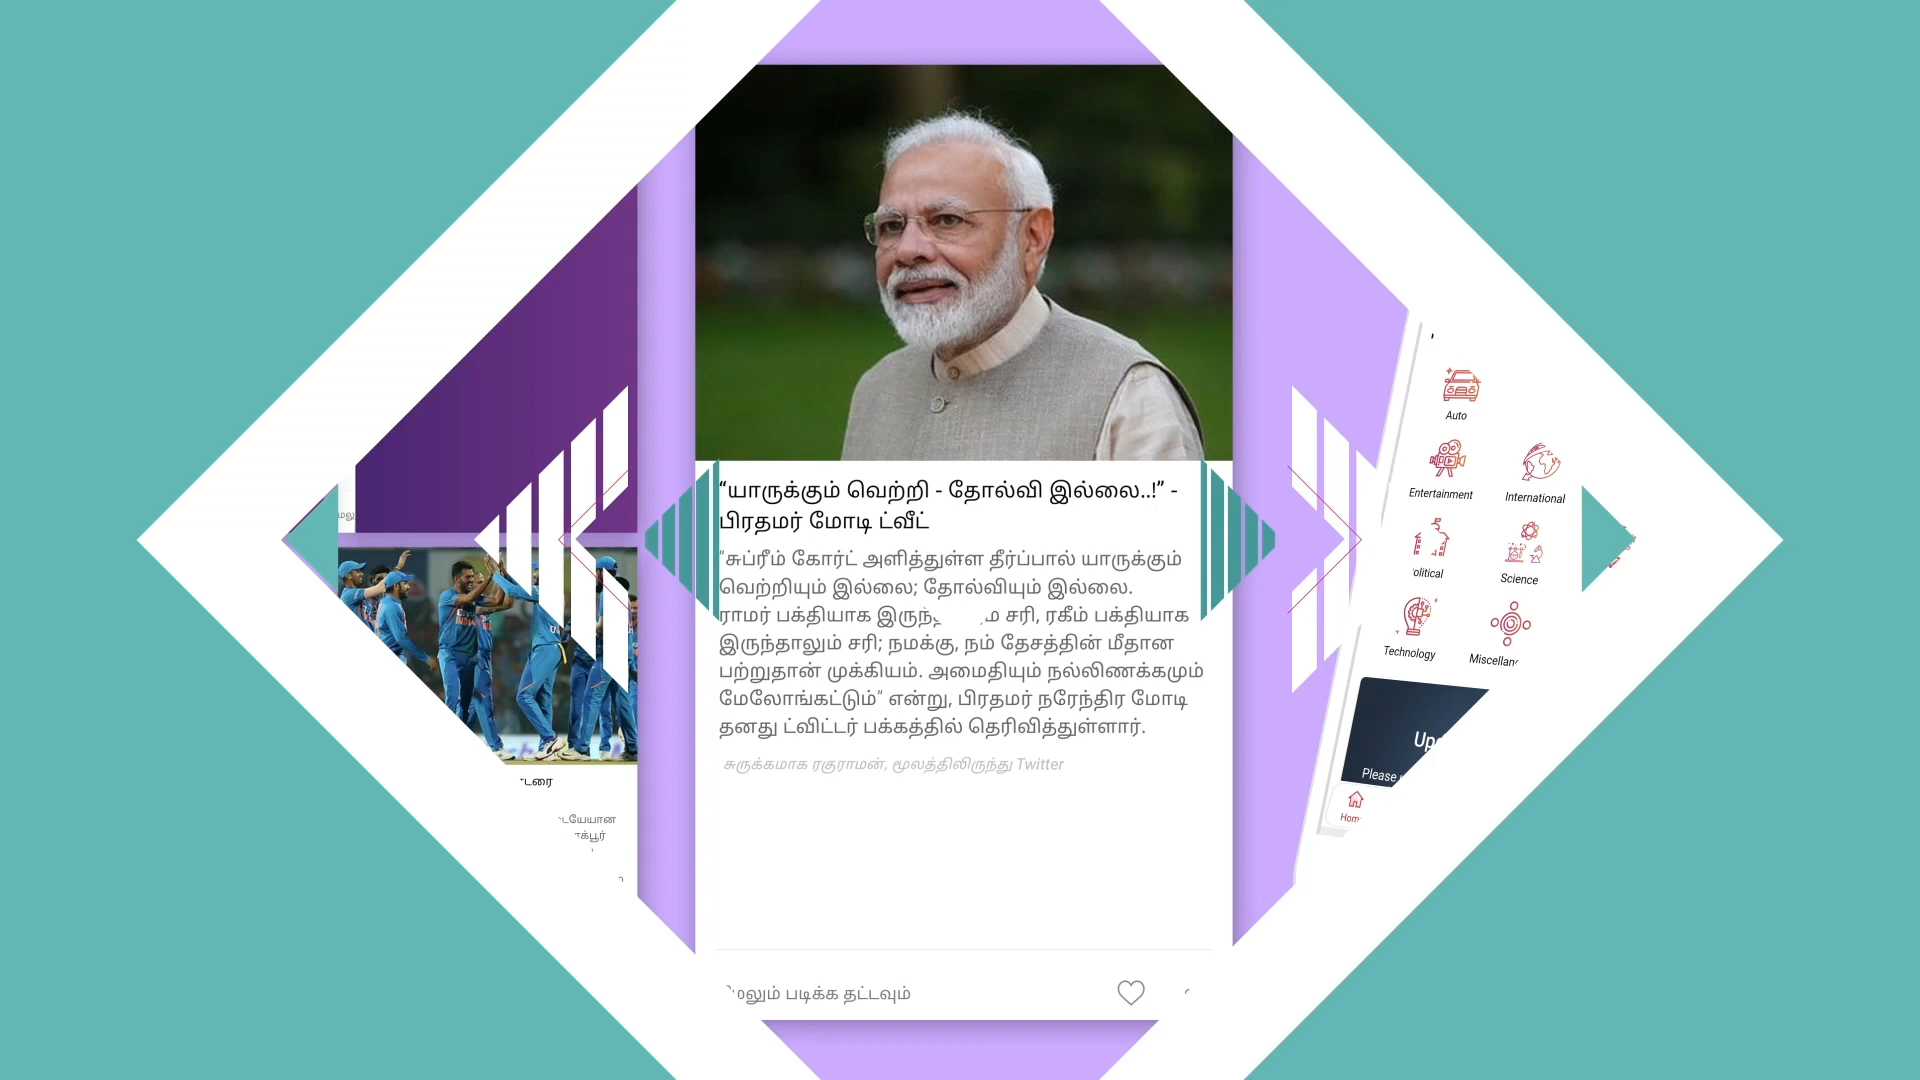 “யாருக்கும் வெற்றி - தோல்வி இல்லை..!” -
பிரதமர் மோடி ட்வீட்
"சுப்ரீம் கோர்ட் அளித்துள்ள தீர்ப்பால் யாருக்கும்
வெற்றியும் இல்லை; தோல்வியும் இல்லை.
ராமர் பக்தியாக சரி, ரகீம் பக்தியாக
இருந்தாலும் சரி; நமக்கு, நம் தேசத்தின் மீதான
பற்றுதான் முக்கியம். அமைதியும் நல்லிணக்கமும்
மேலோங்கட்டும்" என்று, பிரதமர் நரேந்திர மோடி
தனது ட்விட்டர் பக்கத்தில் தெரிவித்துள்ளார்.
சுருக்கமாக ரகுராமன், மூலத்திலிருந்து Twitter
மேலும் படிக்க தட்டவும்
Auto
Entertainment
International
Science
Technology
Please